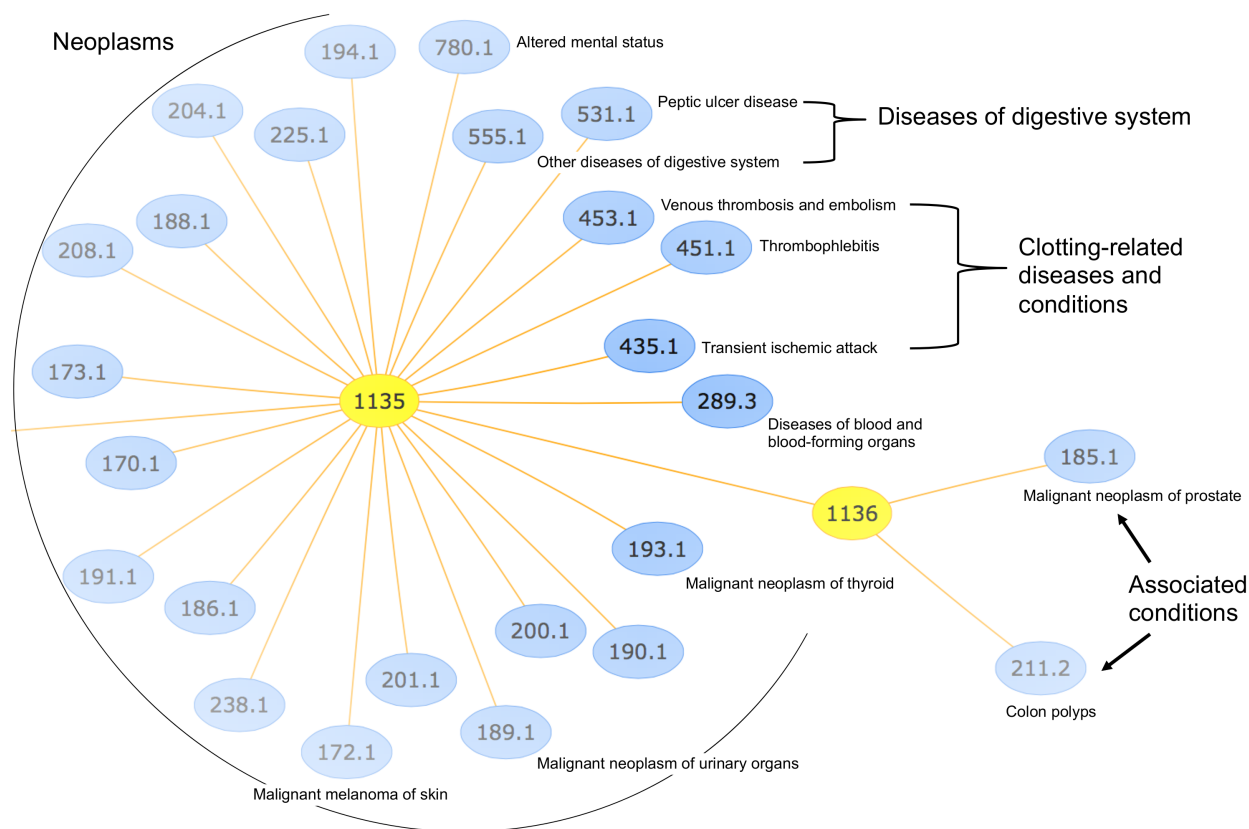 Neoplasms
194.1
780.1
Altered mental status
204.1
225.1
555.1
531.1
Peptic ulcer disease
Other diseases of digestive system
Diseases of digestive system
208.1
188.1
453.1
Venous thrombosis and embolism
451.1
Thrombophlebitis
Clotting-related
diseases and
conditions
173.1
435.1
Transient ischemic attack
1135
289.3
Diseases of blood and
blood-forming organs
170.1
185.1
Malignant neoplasm of prostate
1136
191.1
186.1
193.1
Malignant neoplasm of thyroid
Associated
conditions
200.1
190.1
238.1
201.1
211.2
Colon polyps
172.1
189.1
Malignant neoplasm of urinary organs
Malignant melanoma of skin